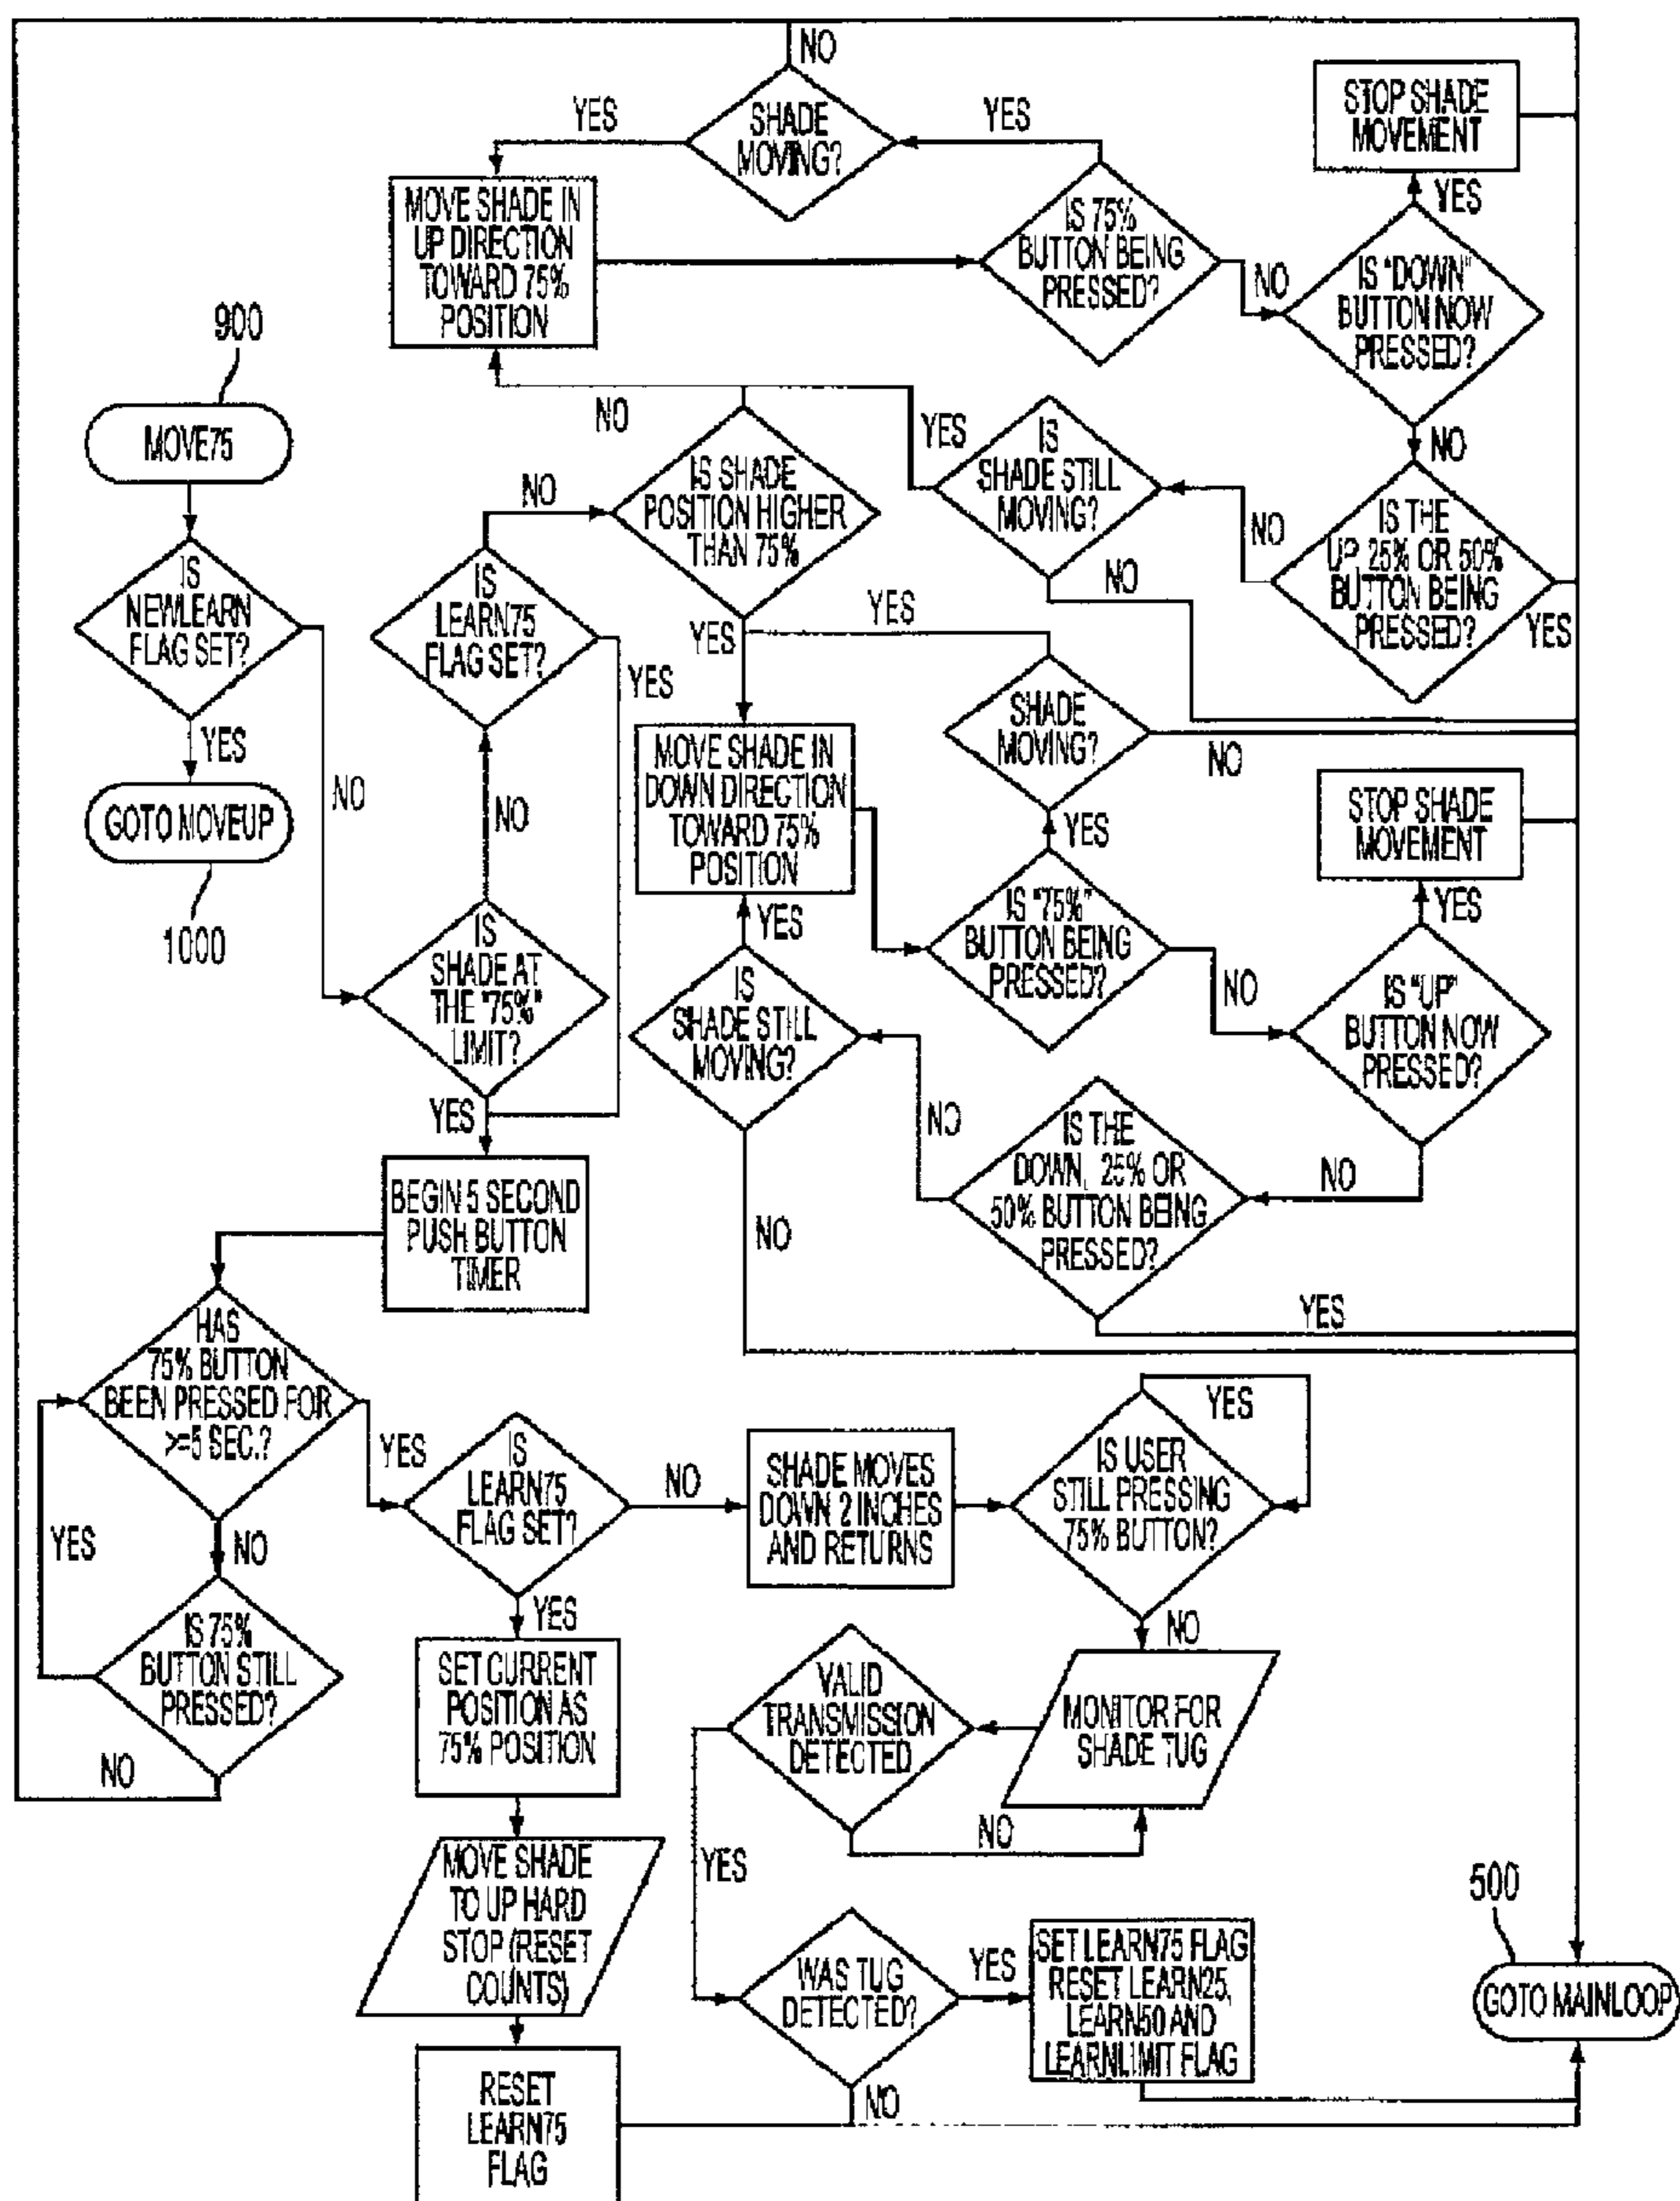 NO
SHADE
MOVING?
YES
YES
STOP SHADE
MOVEMENT
YES
MOVE SHADE IN
UP DIRECTION
TOWARD 75%
POSITION
IS 75%
BUTTON BEING
PRESSED?
NO
IS "DOWN"
BUTTON NOW
PRESSED?
NO
900
MOVE75
NO
YES
IS
SHADE STILL
MOVING?
NO
NO
IS THE
UP, 25% OR 50%
BUTTON BEING
PRESSED?
YES
IS SHADE
POSITION HIGHER
THAN 75%
NO
YES
YES
IS
NEWLEARN
FLAG SET?
YES
NO
GOTO MOVEUP
1000
IS
LEARN75
FLAG SET?
YES
NO
IS
SHADE AT
THE "75%"
LIMIT?
YES
MOVE SHADE IN
DOWN DIRECTION
TOWARD 75%
POSITION
SHADE
MOVING?
NO
YES
STOP SHADE
MOVEMENT
YES
YES
IS "75%"
BUTTON BEING
PRESSED?
NO
IS "UP"
BUTTON NOW
PRESSED?
NO
IS
SHADE STILL
MOVING?
NO
NO
IS THE
DOWN, 25% OR
50% BUTTON BEING
PRESSED?
YES
BEGIN 5 SECOND
PUSH BUTTON
TIMER
HAS
75% BUTTON
BEEN PRESSED FOR
>=5 SEC.?
YES
YES
NO
IS 75%
BUTTON STILL
PRESSED?
NO
IS
LEARN75
FLAG SET?
NO
YES
SHADE MOVES
DOWN 2 INCHES
AND RETURNS
IS USER
STILL PRESSING
75% BUTTON?
YES
NO
SET CURRENT
POSITION AS
75% POSITION
VALID
TRANSMISSION
DETECTED
MONITOR FOR
SHADE TUG
NO
YES
MOVE SHADE
TO UP HARD
STOP (RESET
COUNTS)
WAS TUG
DETECTED?
YES
NO
SET LEARN75 FLAG
RESET LEARN25,
LEARN50 AND
LEARNLIMIT FLAG
500
GOTO MAINLOOP
RESET
LEARN75
FLAG